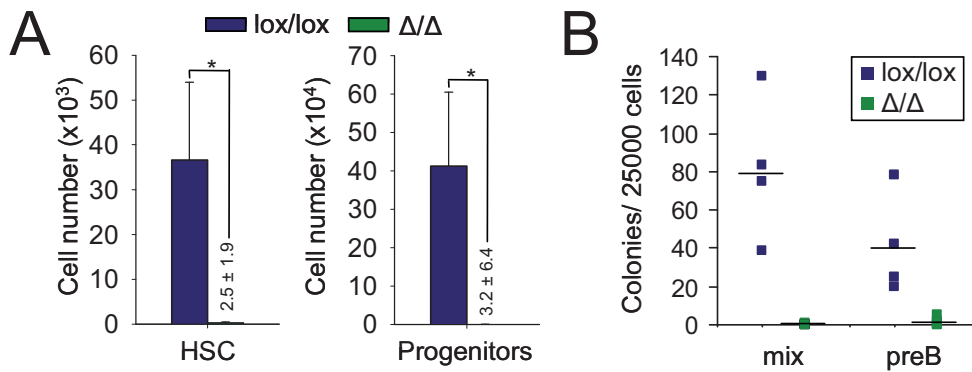 A
lox/lox Δ/Δ
Cell number (x10³)
60
50
40
30
20
10
0
*
2.5 ± 1.9
HSC
Cell number (x10⁴)
70
60
50
40
30
20
10
0
*
3.2 ± 6.4
Progenitors
B
Colonies/ 25000 cells
140
120
100
80
60
40
20
0
lox/lox
Δ/Δ
mix preB